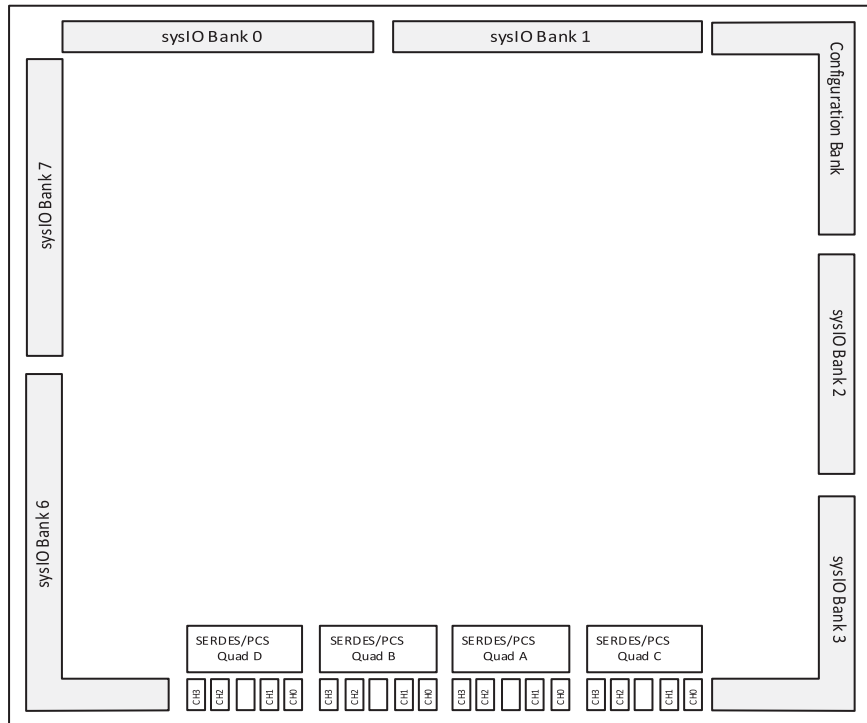 sysIO Bank 0
sysIO Bank 1
Configuration Bank
sysIO Bank 7
sysIO Bank 2
sysIO Bank 6
sysIO Bank 3
SERDES/PCS
Quad D
SERDES/PCS
Quad B
SERDES/PCS
Quad A
SERDES/PCS
Quad C
CH3 CH2 CH1 CH0
CH3 CH2 CH1 CH0
CH3 CH2 CH1 CH0
CH3 CH2 CH1 CH0